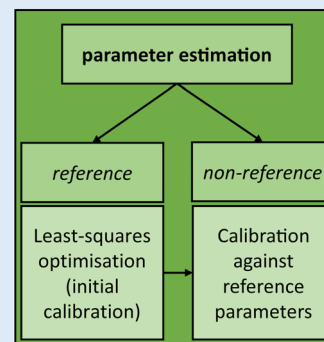 parameter estimation
reference
non-reference
Least-squares
optimisation
(initial
calibration)
Calibration
against
reference
parameters